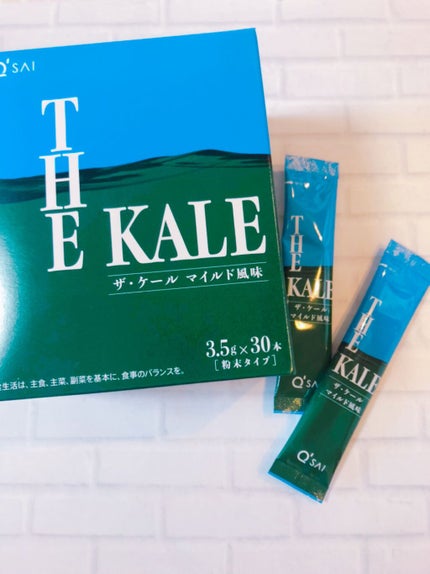 Q'SAI
THE
KALE
ザ・ケール マイルド風味
3.5g×30本
[粉末タイプ]
食生活は、主食、主菜、副菜を基本に、食事のバランスを。
THE
KALE
ザ・ケール
マイルド風味
Q'SAI
THE
KALE
ザ・ケール
マイルド風味
Q'SAI